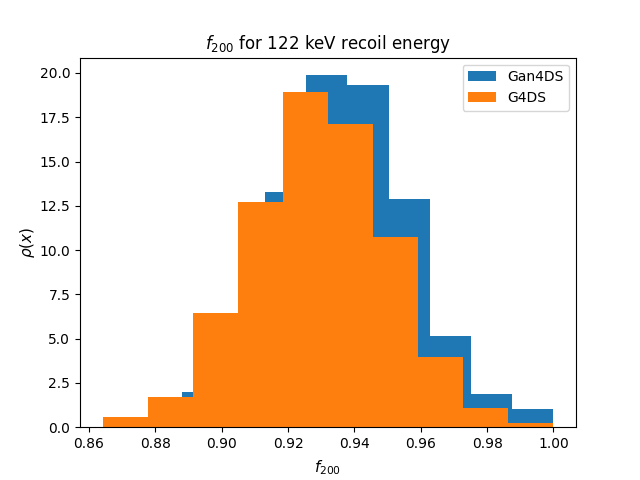 f₂₀₀ for 122 keV recoil energy
Gan4DS
G4DS
ρ(x)
20.0
17.5
15.0
12.5
10.0
7.5
5.0
2.5
0.0
0.86 0.88 0.90 0.92 0.94 0.96 0.98 1.00
f₂₀₀